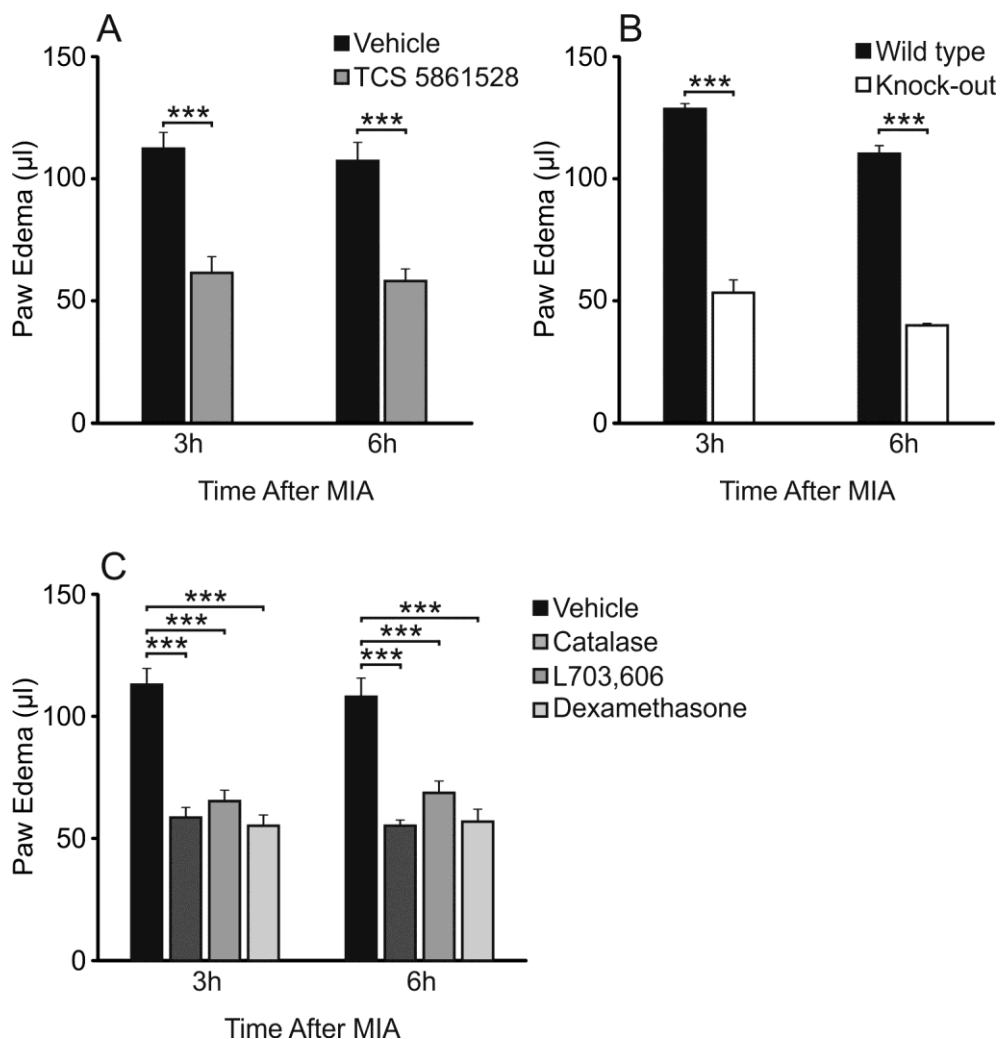 A
Vehicle
TCS 5861528
150
100
50
0
Paw Edema (µl)
***
***
3h
6h
Time After MIA
B
Wild type
Knock-out
150
100
50
0
Paw Edema (µl)
***
***
3h
6h
Time After MIA
C
Vehicle
Catalase
L703,606
Dexamethasone
150
100
50
0
Paw Edema (µl)
***
***
***
***
***
***
3h
6h
Time After MIA